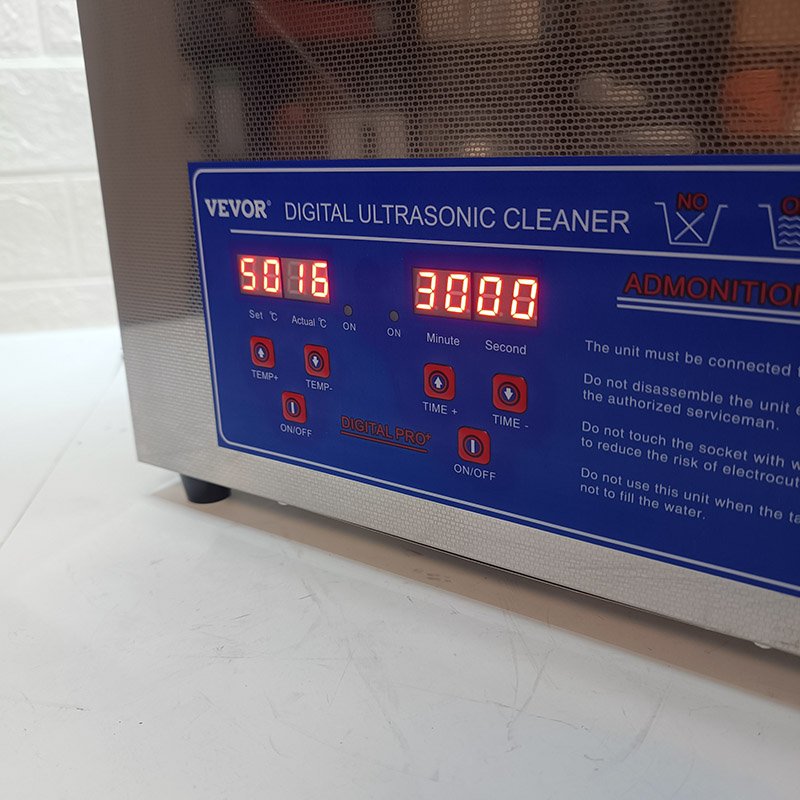 VEVOR® DIGITAL ULTRASONIC CLEANER
NO
5016
3000
ADMONITION
Set °C
Actual °C
ON
ON
Minute
Second
TEMP+
TEMP-
TIME +
TIME -
ON/OFF
DIGITAL PRO+
ON/OFF
The unit must be connected
Do not disassemble the unit
the authorized serviceman.
Do not touch the socket with
to reduce the risk of
Do not use this unit when the
not to fill the water.